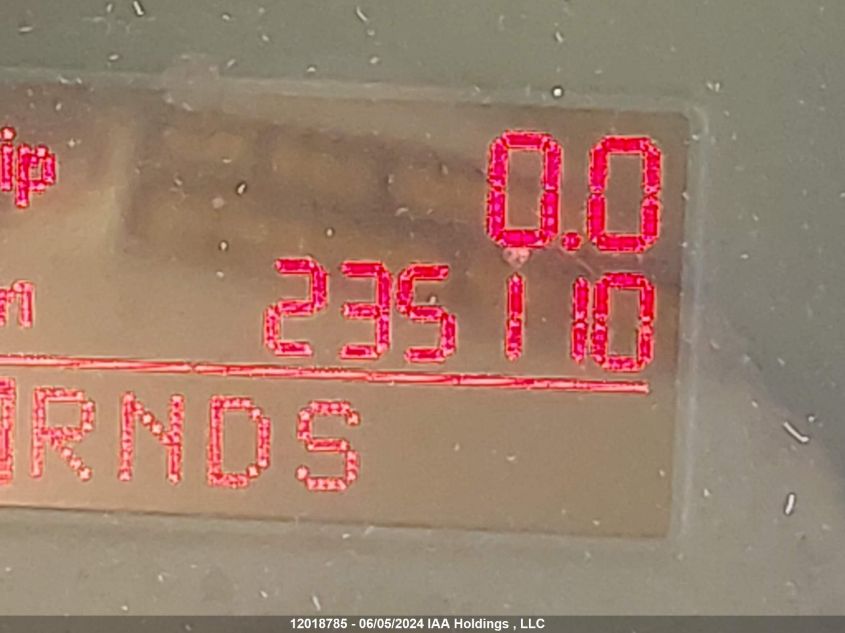 ip 0.0
m 235110
RNDS
12018785 - 06/05/2024 IAA Holdings , LLC